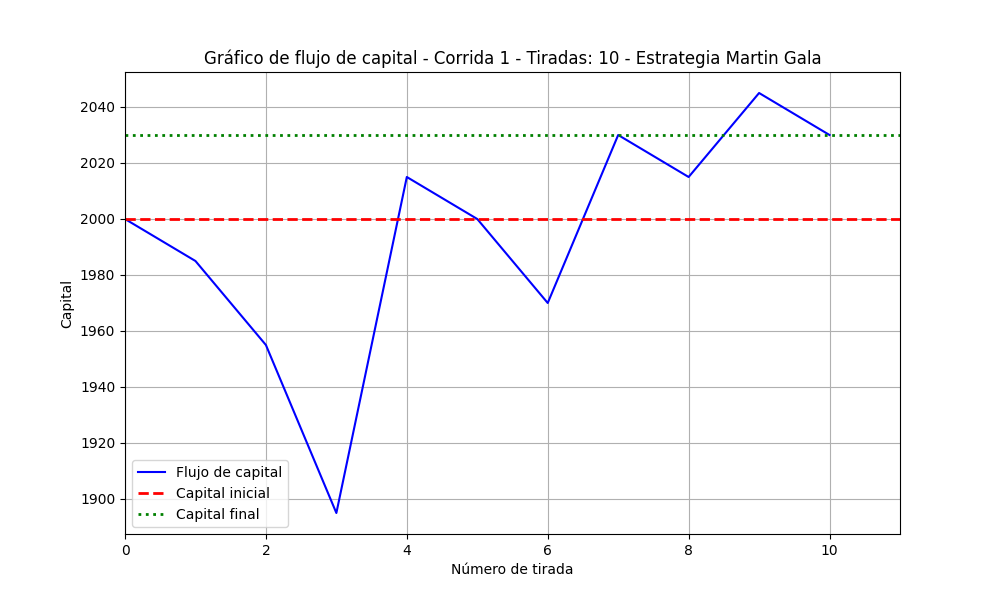 Gráfico de flujo de capital - Corrida 1 - Tiradas: 10 - Estrategia Martin Gala
2040
2020
2000
1980
1960
1940
1920
1900
Capital
Flujo de capital
Capital inicial
Capital final
0 2 4 6 8 10
Número de tirada